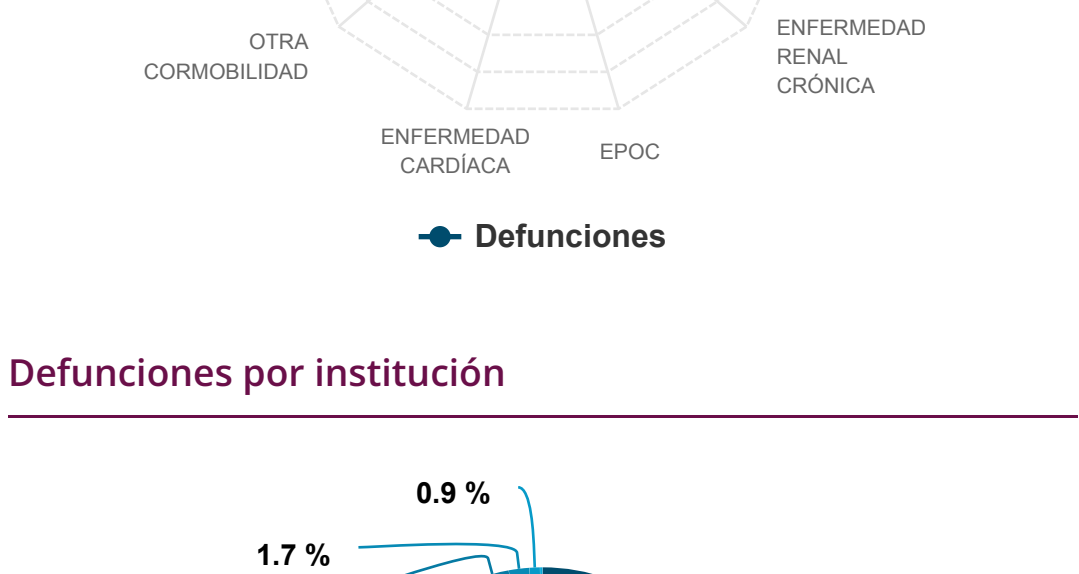 OTRA
CORMOBILIDAD
ENFERMEDAD
RENAL
CRÓNICA
ENFERMEDAD
CARDÍACA
EPOC
Defunciones
Defunciones por institución
0.9 %
1.7 %